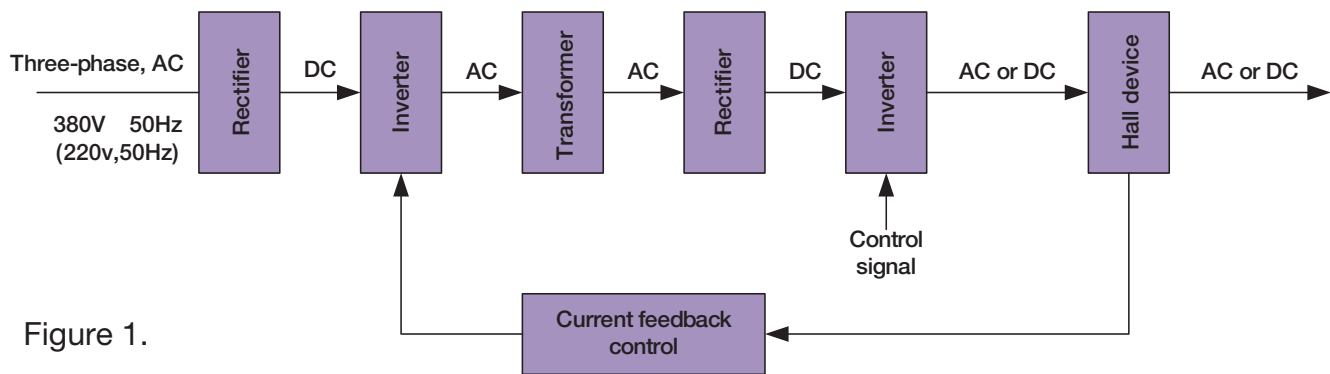 Three-phase, AC
380V 50Hz
(220v,50Hz)
Rectifier
DC
Inverter
AC
Transformer
AC
Rectifier
DC
Inverter
AC or DC
Hall device
AC or DC
Control
signal
Current feedback
control
Figure 1.